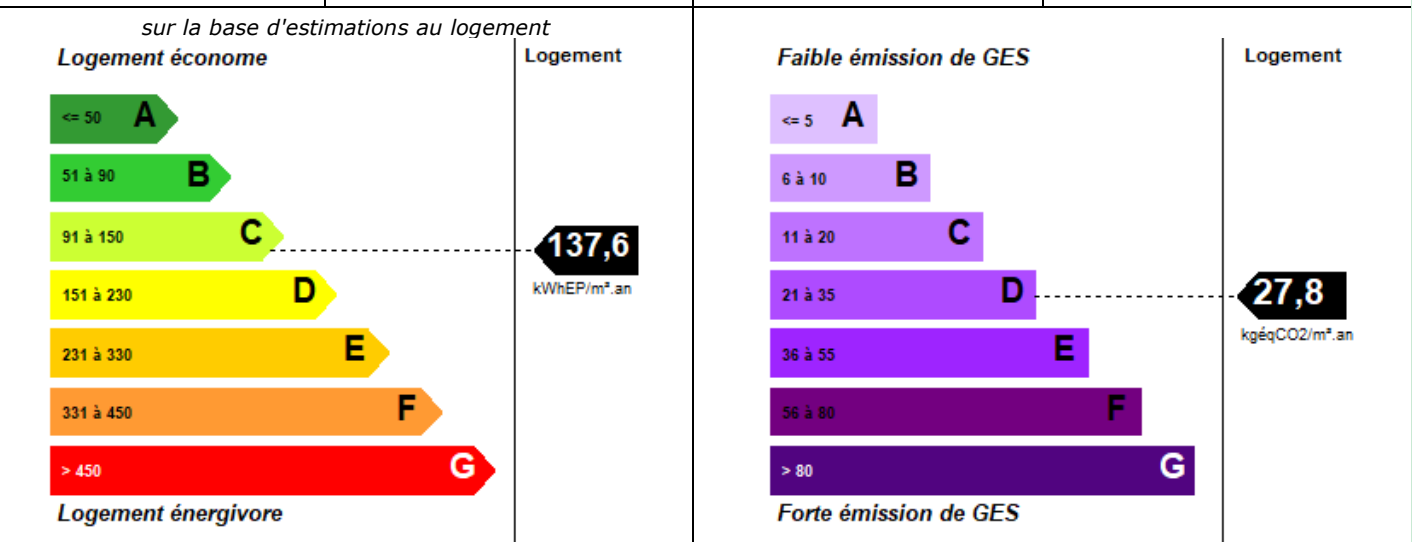 sur la base d'estimations au logement
Logement économe
Logement
<= 50 A
51 à 90 B
91 à 150 C
137,6
kWhEP/m².an
151 à 230 D
231 à 330 E
331 à 450 F
> 450 G
Logement énergivore
Faible émission de GES
Logement
<= 5 A
6 à 10 B
11 à 20 C
21 à 35 D
27,8
kgéqCO2/m².an
36 à 55 E
56 à 80 F
> 80 G
Forte émission de GES